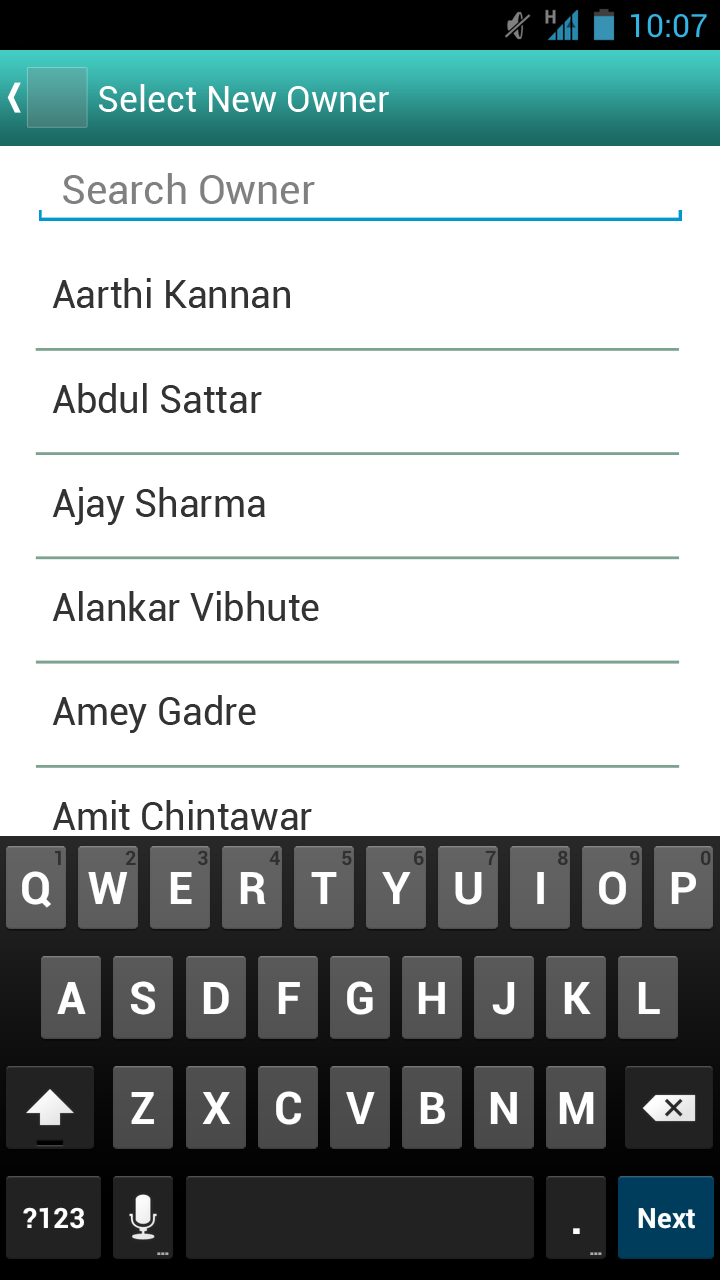 H 10:07
Select New Owner
Search Owner
Aarthi Kannan
Abdul Sattar
Ajay Sharma
Alankar Vibhute
Amey Gadre
Amit Chintawar
1 2 3 4 5 6 7 8 9 0
Q W E R T Y U I O P
A S D F G H J K L
Z X C V B N M
?123 ... . ... Next